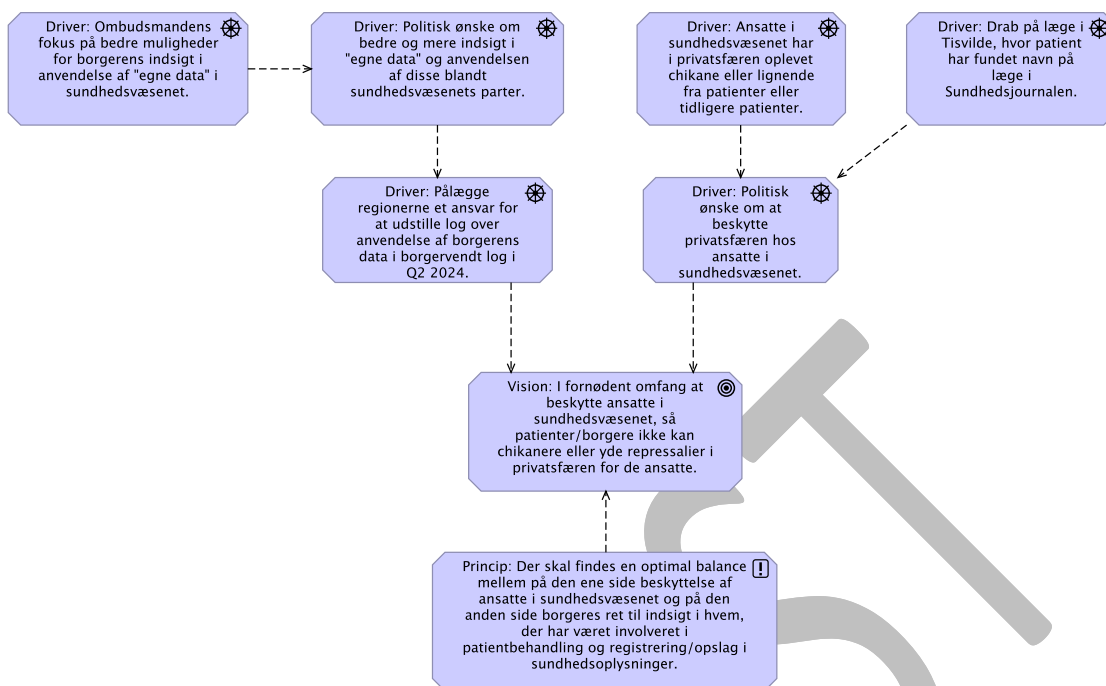 Driver: Ombudsmandens
fokus på bedre muligheder
for borgerens indsigt i
anvendelse af "egne data" i
sundhedsvæsenet.
Driver: Politisk ønske om
bedre og mere indsigt i
"egne data" og anvendelsen
af disse blandt
sundhedsvæsenets parter.
Driver: Ansatte i
sundhedsvæsenet har
i privatsfæren oplevet
chikane eller lignende
fra patienter eller
tidligere patienter.
Driver: Drab på læge i
Tisvilde, hvor patient
har fundet navn på
læge i
Sundhedsjournalen.
Driver: Pålægge
regionerne et ansvar for
at udstille log over
anvendelse af borgerens
data i borgervendt log i
Q2 2024.
Driver: Politisk
ønske om at
beskytte
privatsfæren hos
ansatte i
sundhedsvæsenet.
Vision: I fornødent omfang at
beskytte ansatte i
sundhedsvæsenet, så
patienter/borgere ikke kan
chikanere eller yde repressalier i
privatsfæren for de ansatte.
Princip: Der skal findes en optimal balance
mellem på den ene side beskyttelse af
ansatte i sundhedsvæsenet og på den
anden side borgeres ret til indsigt i hvem,
der har været involveret i
patientbehandling og registrering/opslag i
sundhedsoplysninger.